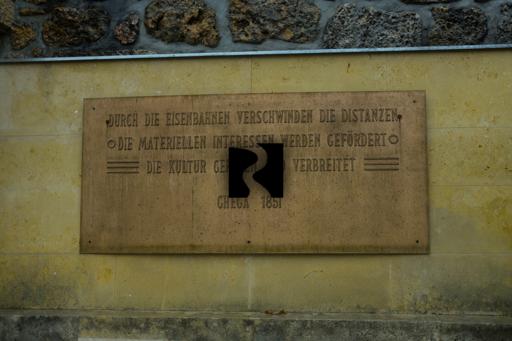 DURCH DIE EISENBAHNEN VERSCHWINDEN DIE DISTANZEN
DIE MATERIELLEN INTERESSEN WERDEN GEFÖRDERT
DIE KULTUR VERBREITET
GHEGA 1851